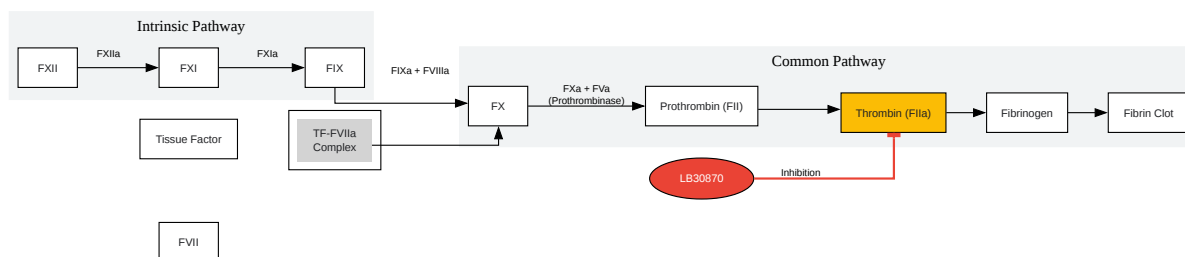 Intrinsic Pathway
FXII
FXIIa
FXI
FXIa
FIX
FIXa + FVIIIa
Common Pathway
FX
FXa + FVa
(Prothrombinase)
Prothrombin (FII)
Thrombin (FIIa)
Fibrinogen
Fibrin Clot
Tissue Factor
TF-FVIIa
Complex
LB30870
Inhibition
FVII